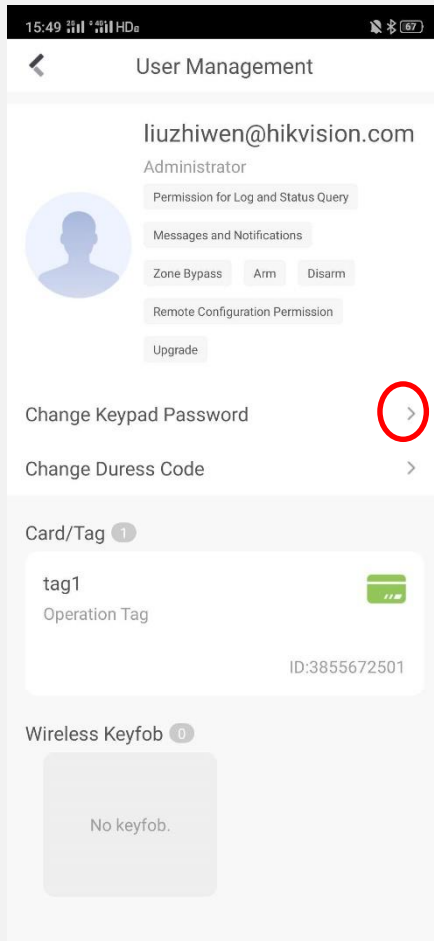 15:49 HD
67
User Management
liuzhiwen@hikvision.com
Administrator
Permission for Log and Status Query
Messages and Notifications
Zone Bypass Arm Disarm
Remote Configuration Permission
Upgrade
Change Keypad Password
Change Duress Code
Card/Tag 1
tag1
Operation Tag
ID:3855672501
Wireless Keyfob 0
No keyfob.